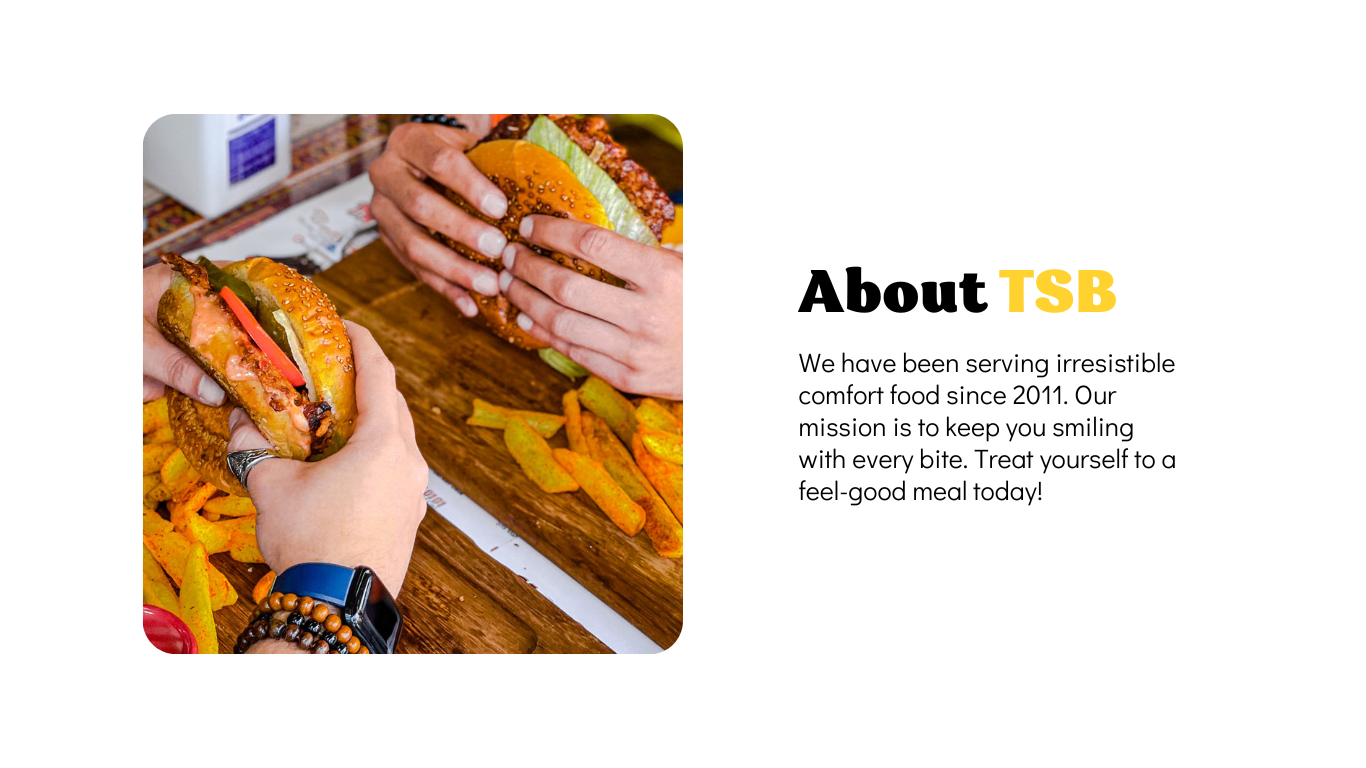 About TSB
We have been serving irresistible
comfort food since 2011. Our
mission is to keep you smiling
with every bite. Treat yourself to a
feel-good meal today!